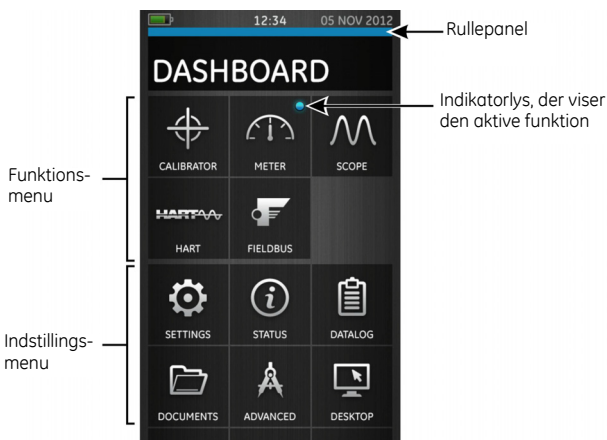 12:34 05 NOV 2012
Rullepanel
DASHBOARD
Indikatorlys, der viser
den aktive funktion
CALIBRATOR METER SCOPE
Funktions-
menu
HART
HART FIELDBUS
SETTINGS STATUS DATALOG
Indstillings-
menu
DOCUMENTS ADVANCED DESKTOP